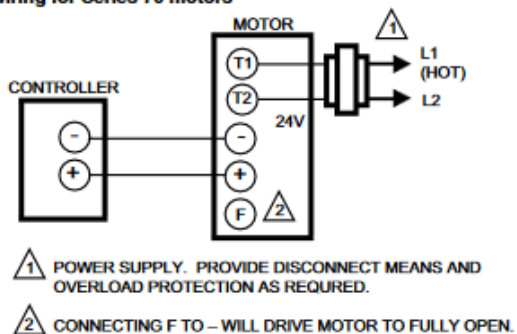 wiring for Series 70 motors
MOTOR
1
L1
(HOT)
T1
T2
L2
24V
CONTROLLER
-
-
+
+
F
2
1 POWER SUPPLY. PROVIDE DISCONNECT MEANS AND
OVERLOAD PROTECTION AS REQURED.
2 CONNECTING F TO – WILL DRIVE MOTOR TO FULLY OPEN.